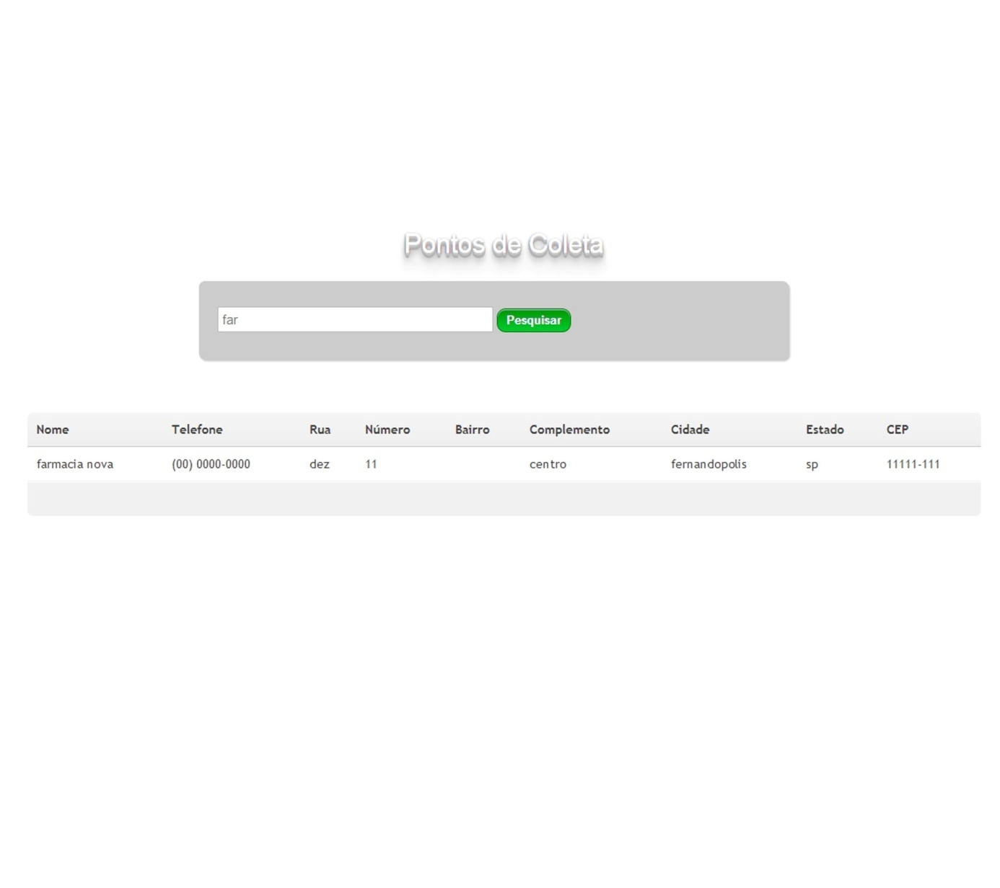 Pontos de Coleta
far Pesquisar
Nome Telefone Rua Número Bairro Complemento Cidade Estado CEP
farmacia nova (00) 0000-0000 dez 11 centro fernandopolis sp 11111-111